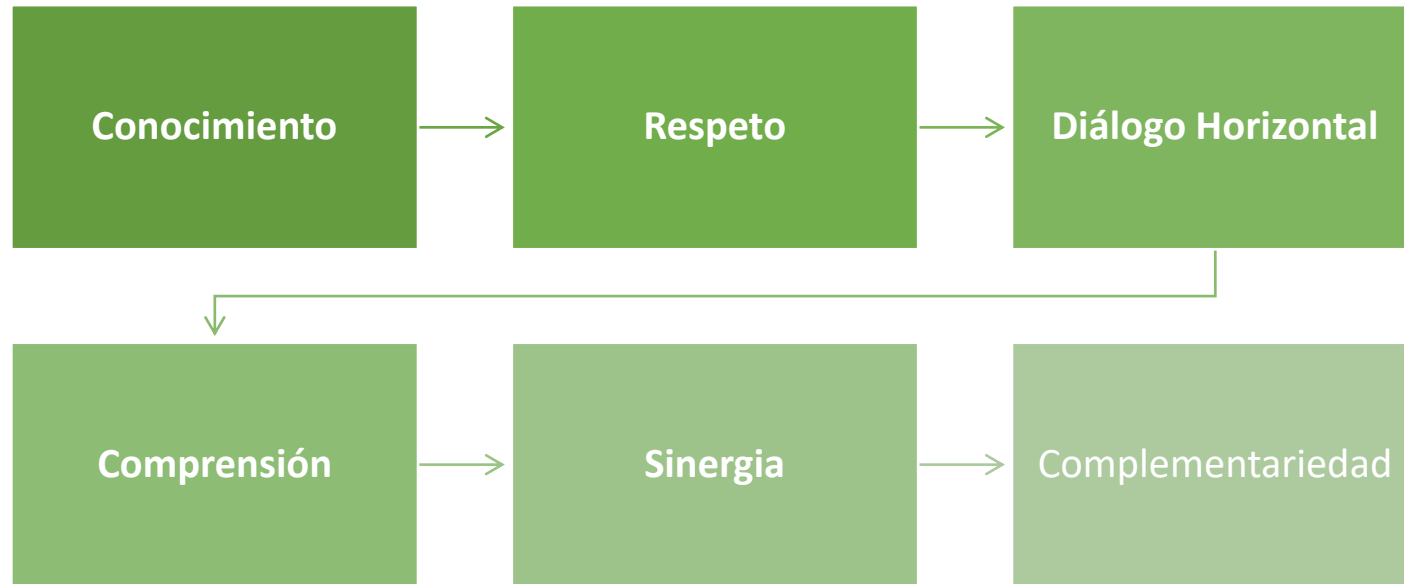 Conocimiento
Respeto
Diálogo Horizontal
Comprensión
Sinergia
Complementariedad